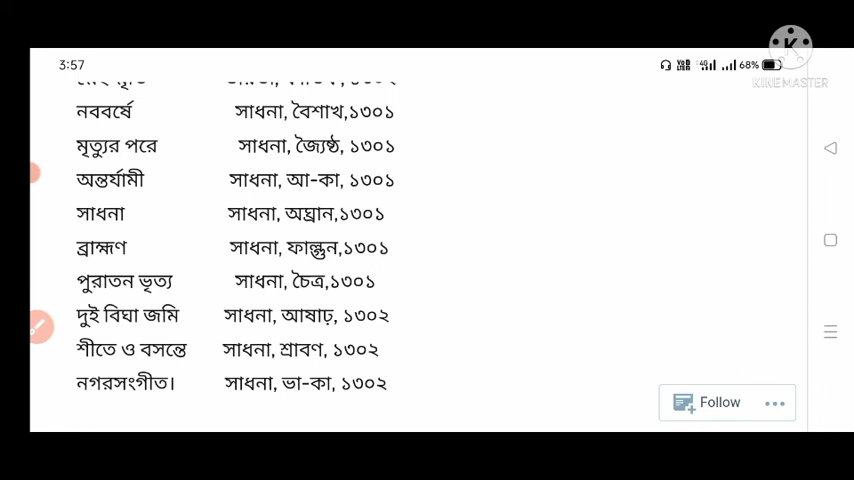 3:57
68%
KINEMASTER
নববর্ষে সাধনা, বৈশাখ,১৩০১
মৃত্যুর পরে সাধনা, জ্যৈষ্ঠ, ১৩০১
অন্তর্যামী সাধনা, আ-কা, ১৩০১
সাধনা সাধনা, অঘ্রান,১৩০১
ব্রাহ্মণ সাধনা, ফাল্গুন,১৩০১
পুরাতন ভৃত্য সাধনা, চৈত্র,১৩০১
দুই বিঘা জমি সাধনা, আষাঢ়, ১৩০২
শীতে ও বসন্তে সাধনা, শ্রাবণ, ১৩০২
নগরসংগীত। সাধনা, ভা-কা, ১৩০২
Follow